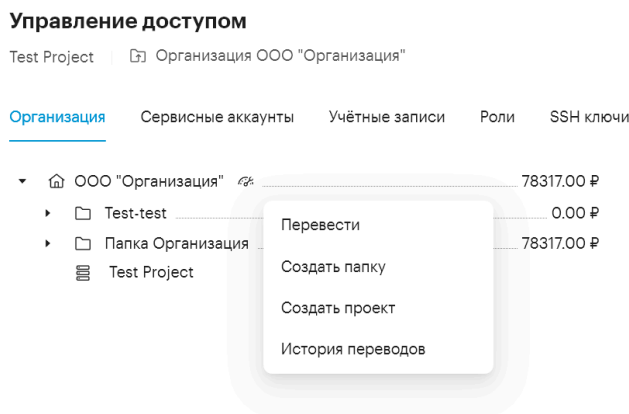 Управление доступом
Test Project Организация ООО "Организация"
Организация Сервисные аккаунты Учётные записи Роли SSH ключи
ООО "Организация" 78317.00 ₽
Test-test 0.00 ₽
Перевести
Папка Организация 78317.00 ₽
Создать папку
Test Project
Создать проект
История переводов